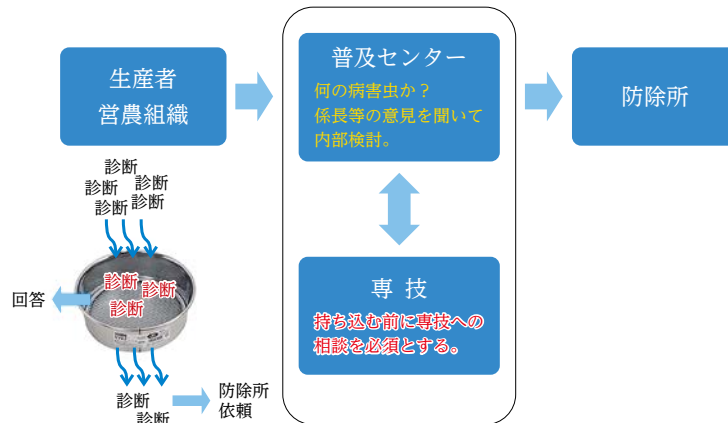 生産者
営農組織
普及センター
何の病害虫か？
係長等の意見を聞いて
内部検討。
防除所
専 技
持ち込む前に専技への
相談を必須とする。
診断
診断
診断
診断
診断
診断
診断
診断
回答
診断
診断
防除所
依頼